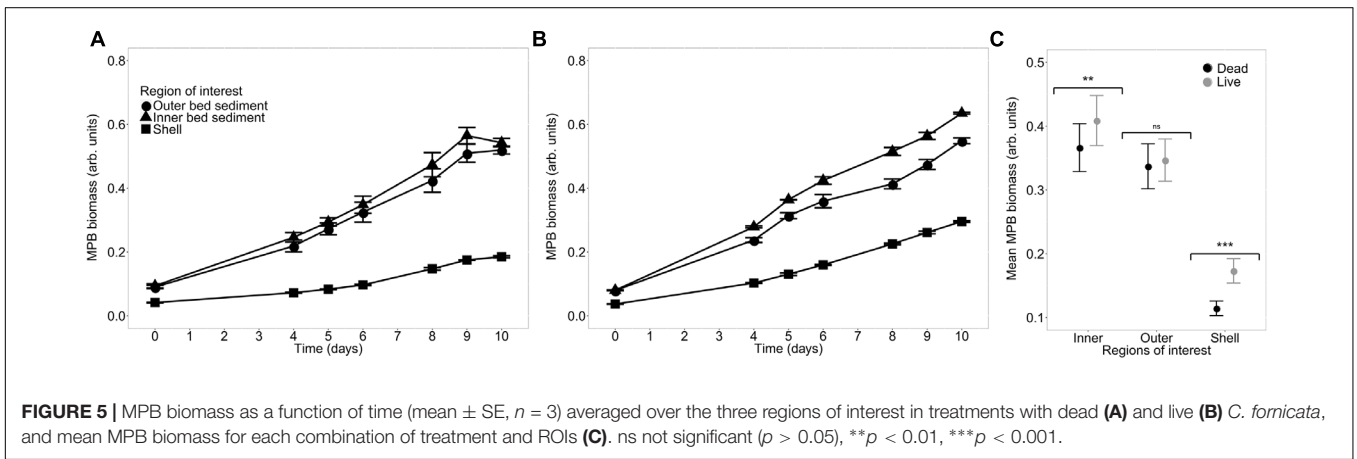 A
0.8
0.6
0.4
0.2
0.0
MPB biomass (arb. units)
Region of interest
Outer bed sediment
Inner bed sediment
Shell
0 1 2 3 4 5 6 7 8 9 10
Time (days)
B
0.8
0.6
0.4
0.2
0.0
MPB biomass (arb. units)
0 1 2 3 4 5 6 7 8 9 10
Time (days)
C
0.5
0.4
0.3
0.2
0.1
Mean MPB biomass (arb. units)
Dead
Live
**
ns
***
Inner Outer Shell
Regions of interest
FIGURE 5 | MPB biomass as a function of time (mean ± SE, n = 3) averaged over the three regions of interest in treatments with dead (A) and live (B) C. fornicata,
and mean MPB biomass for each combination of treatment and ROIs (C). ns not significant (p > 0.05), **p < 0.01, ***p < 0.001.